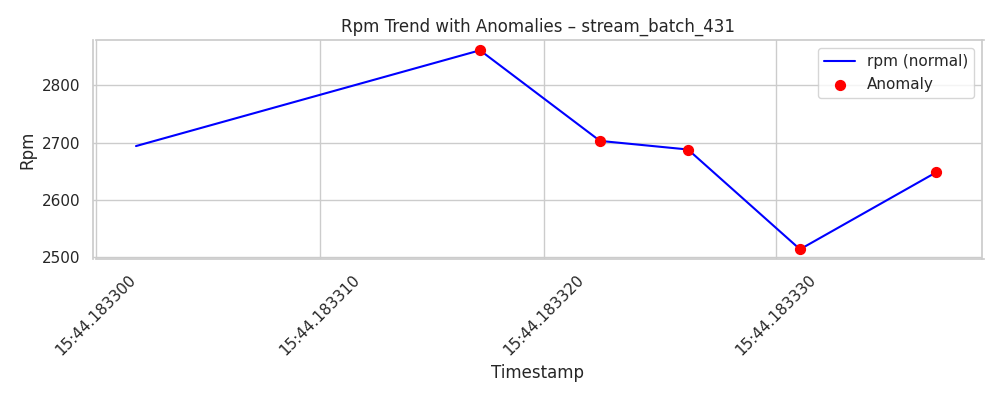 Rpm Trend with Anomalies – stream_batch_431
rpm (normal)
Anomaly
Rpm
2800
2700
2600
2500
15:44.183300
15:44.183310
15:44.183320
15:44.183330
Timestamp